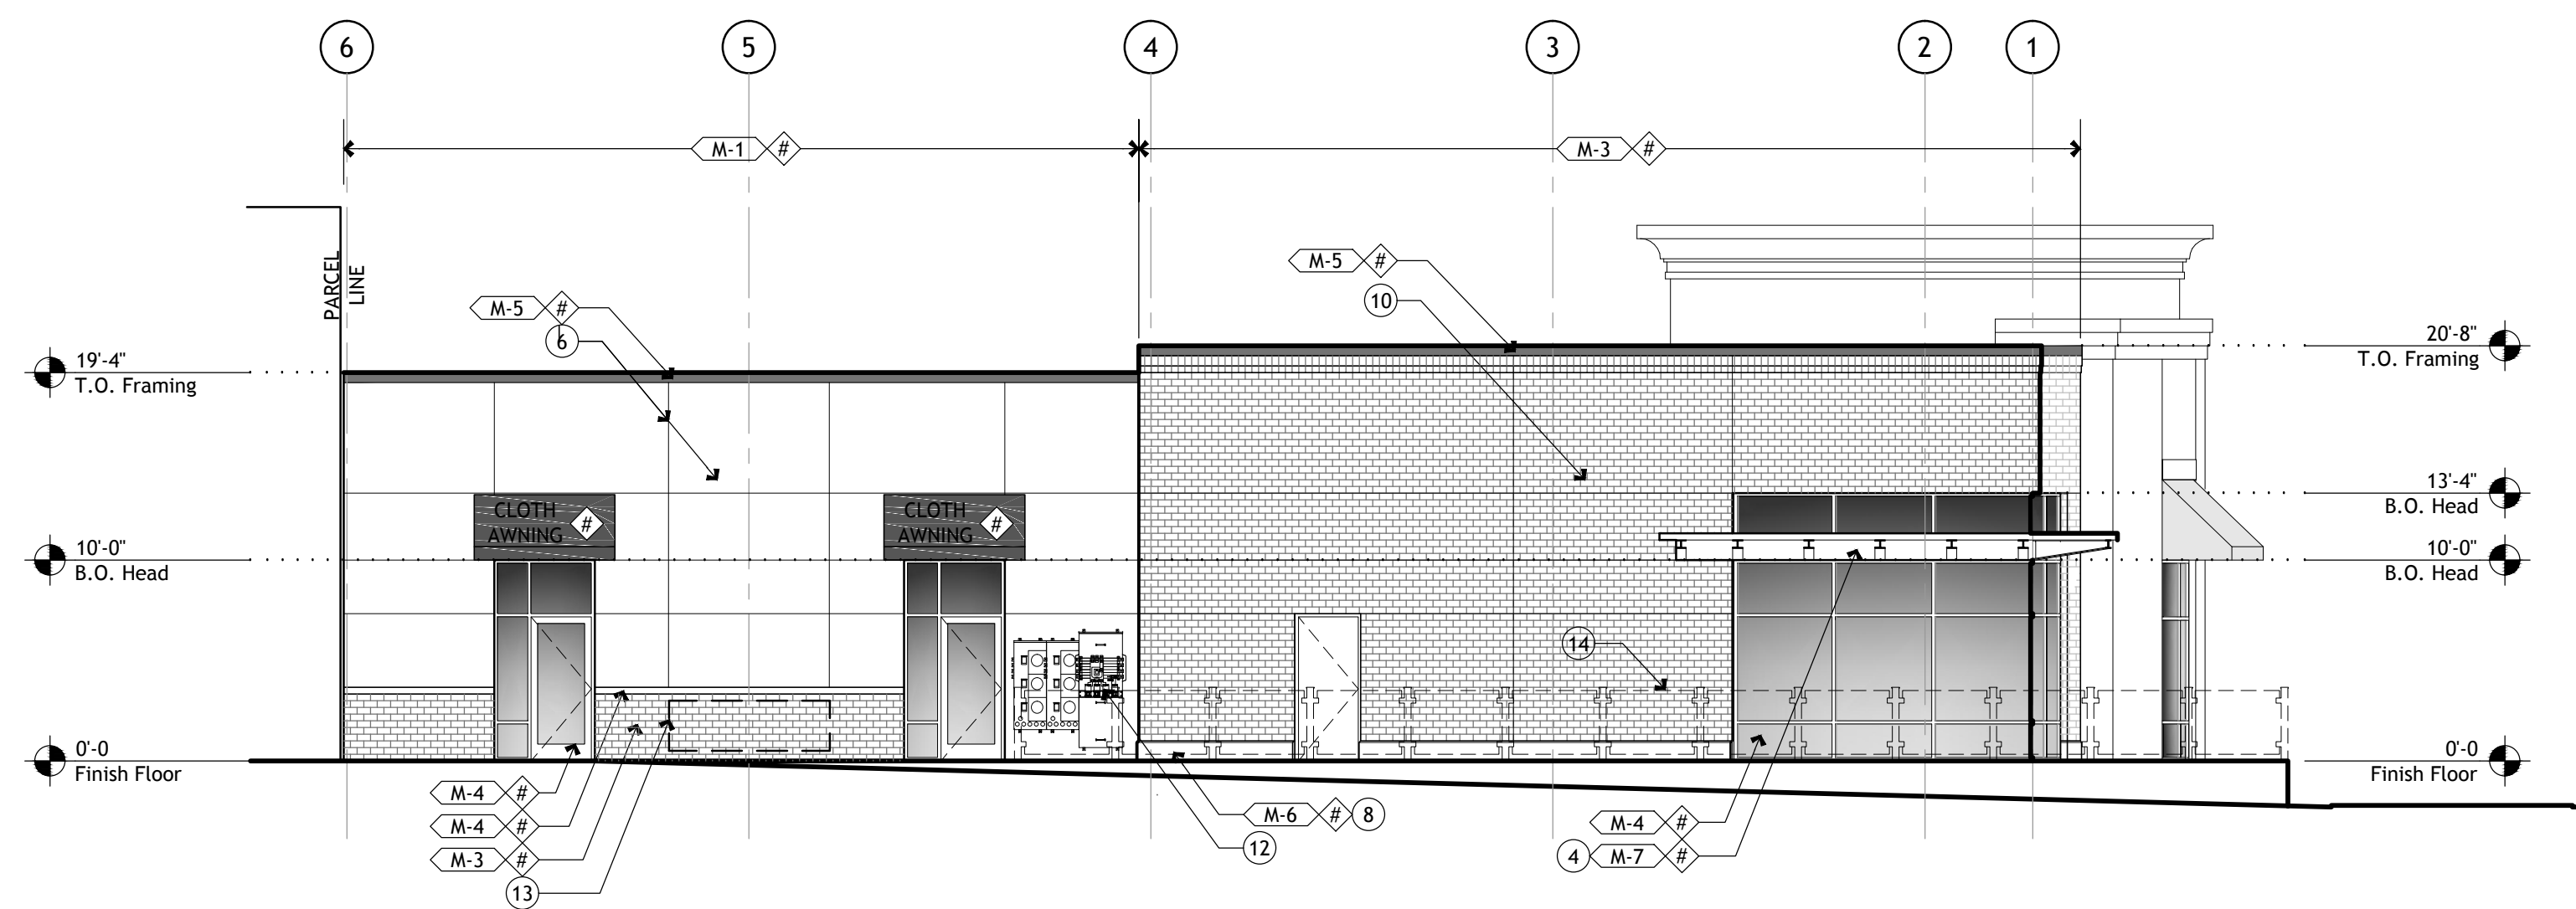 6 5 4 3 2 1
M-1 # M-3 #
PARCEL
LINE
M-5 #
6
M-5 #
10
19'-4"
T.O. Framing
20'-8"
T.O. Framing
13'-4"
B.O. Head
CLOTH
AWNING #
CLOTH
AWNING #
10'-0"
B.O. Head
10'-0"
B.O. Head
14
0'-0
Finish Floor
0'-0
Finish Floor
M-4 #
M-4 #
M-3 #
13
M-6 # 8
12
M-4 #
4 M-7 #